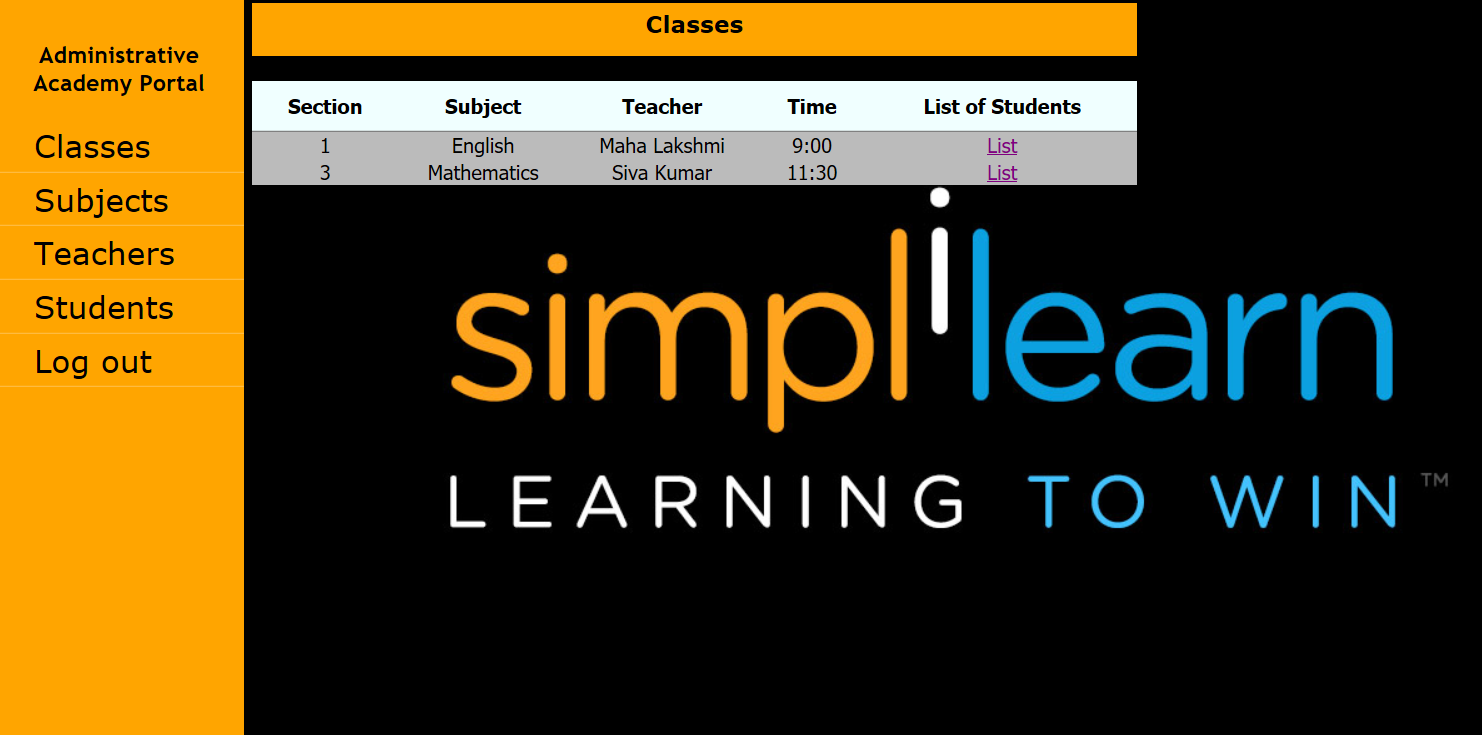 Administrative
Academy Portal
Classes
Subjects
Teachers
Students
Log out
Classes
Section Subject Teacher Time List of Students
1 English Maha Lakshmi 9:00 List
3 Mathematics Siva Kumar 11:30 List
simplilearn
LEARNING TO WIN™